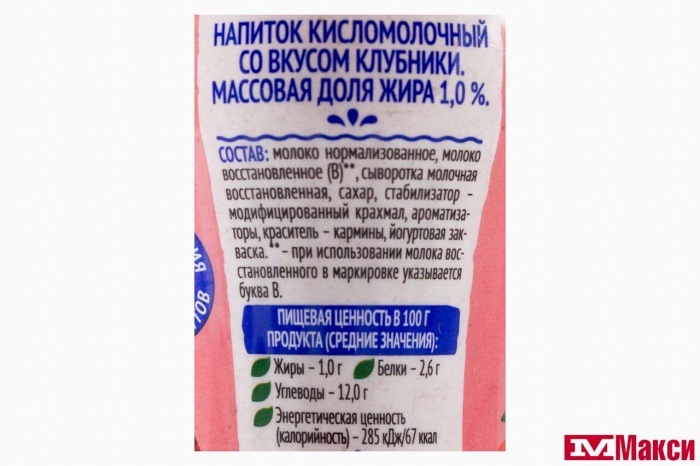 НАПИТОК КИСЛОМОЛОЧНЫЙ
СО ВКУСОМ КЛУБНИКИ.
МАССОВАЯ ДОЛЯ ЖИРА 1,0 %.
СОСТАВ: молоко нормализованное, молоко
восстановленное (В)**, сыворотка молочная
восстановленная, сахар, стабилизатор –
модифицированный крахмал, ароматиза-
торы, краситель – кармины, йогуртовая зак-
васка. ** – при использовании молока вос-
становленного в маркировке указывается
буква В.
ПИЩЕВАЯ ЦЕННОСТЬ В 100 Г
ПРОДУКТА (СРЕДНИЕ ЗНАЧЕНИЯ):
Жиры – 1,0 г Белки – 2,6 г
Углеводы – 12,0 г
Энергетическая ценность
(калорийность) – 285 кДж/67 ккал
Макси